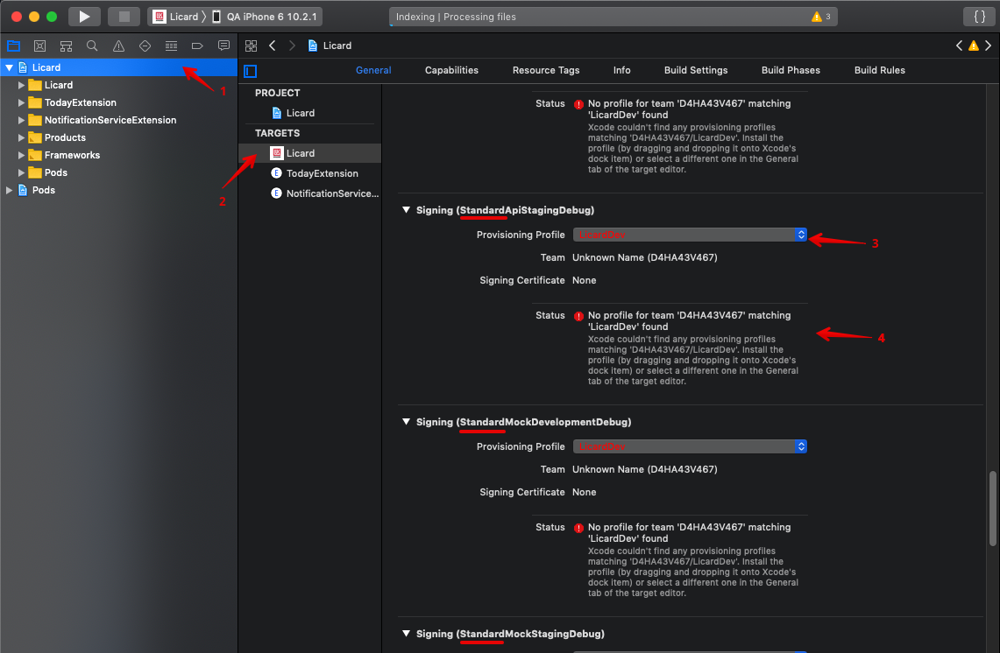 Licard
QA iPhone 6 10.2.1
Indexing | Processing files
3
{}
Licard
Licard
Licard
TodayExtension
NotificationServiceExtension
Products
Frameworks
Pods
Pods
1
General
Capabilities
Resource Tags
Info
Build Settings
Build Phases
Build Rules
PROJECT
Licard
TARGETS
Licard
E TodayExtension
E NotificationService...
2
Status
! No profile for team 'D4HA43V467' matching
'LicardDev' found
Xcode couldn't find any provisioning profiles
matching 'D4HA43V467/LicardDev'. Install the
profile (by dragging and dropping it onto Xcode's
dock item) or select a different one in the General
tab of the target editor.
Signing (StandardApiStagingDebug)
Provisioning Profile LicardDev
3
Team Unknown Name (D4HA43V467)
Signing Certificate None
Status
! No profile for team 'D4HA43V467' matching
'LicardDev' found
Xcode couldn't find any provisioning profiles
matching 'D4HA43V467/LicardDev'. Install the
profile (by dragging and dropping it onto Xcode's
dock item) or select a different one in the General
tab of the target editor.
4
Signing (StandardMockDevelopmentDebug)
Provisioning Profile LicardDev
Team Unknown Name (D4HA43V467)
Signing Certificate None
Status
! No profile for team 'D4HA43V467' matching
'LicardDev' found
Xcode couldn't find any provisioning profiles
matching 'D4HA43V467/LicardDev'. Install the
profile (by dragging and dropping it onto Xcode's
dock item) or select a different one in the General
tab of the target editor.
Signing (StandardMockStagingDebug)